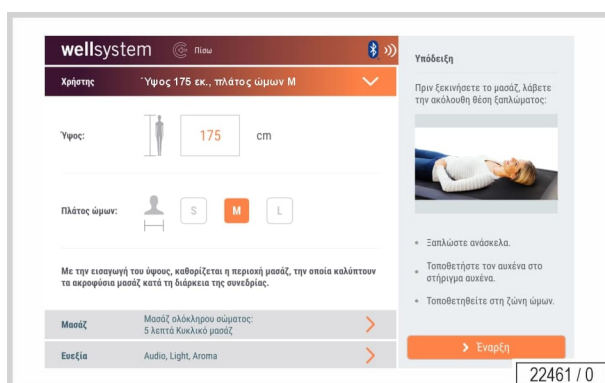 wellsystem Πίσω
Χρήστης Ύψος 175 εκ., πλάτος ώμων M
Ύψος: 175 cm
Πλάτος ώμων: S M L
Με την εισαγωγή του ύψους, καθορίζεται η περιοχή μασάζ, την οποία καλύπτουν
τα ακροφύσια μασάζ κατά τη διάρκεια της συνεδρίας.
Μασάζ
Μασάζ ολόκληρου σώματος:
5 λεπτά Κυκλικό μασάζ
Ευεξία Audio, Light, Aroma
Υπόδειξη
Πριν ξεκινήσετε το μασάζ, λάβετε
την ακόλουθη θέση ξαπλώματος:
• Ξαπλώστε ανάσκελα.
• Τοποθετήστε τον αυχένα στο
στήριγμα αυχένα.
• Τοποθετηθείτε στη ζώνη ώμων.
Έναρξη
22461 / 0